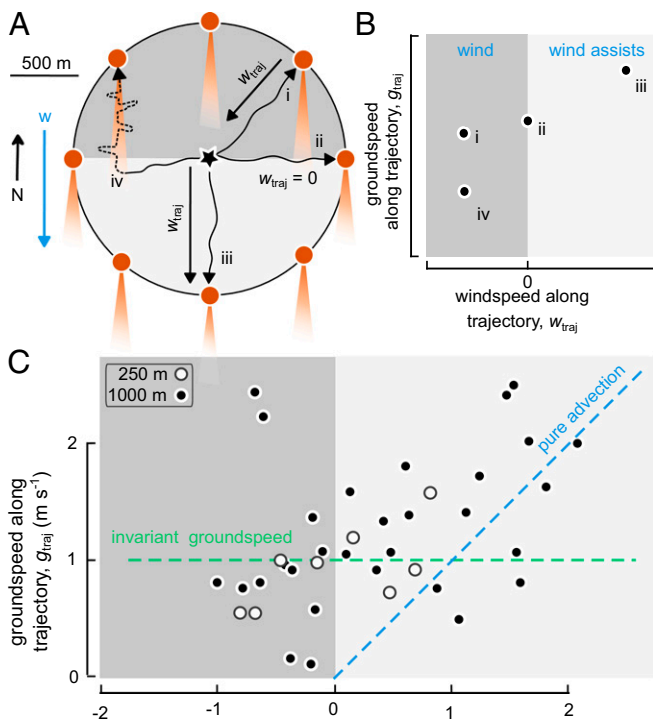 A
500 m
w
N
w_traj
i
ii
w_traj = 0
iv
w_traj
iii
B
wind
wind assists
iii
ii
i
iv
groundspeed
along trajectory, g_traj
0
windspeed along
trajectory, w_traj
C
250 m
1000 m
pure advection
invariant groundspeed
groundspeed along
trajectory, g_traj (m s⁻¹)
2
1
0
-2 -1 0 1 2